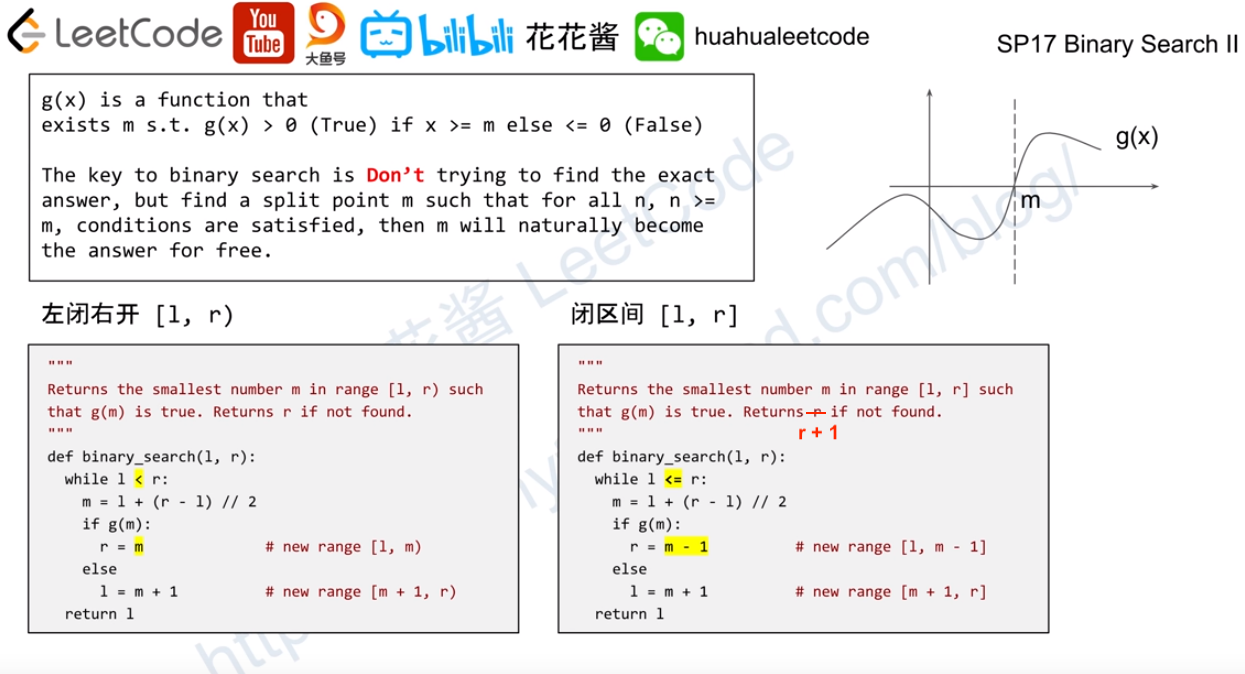 LeetCode You Tube 大鱼号 bilibili 花花酱 huahualeetcode
SP17 Binary Search II
g(x) is a function that
exists m s.t. g(x) > 0 (True) if x >= m else <= 0 (False)
The key to binary search is Don't trying to find the exact
answer, but find a split point m such that for all n, n >=
m, conditions are satisfied, then m will naturally become
the answer for free.
g(x)
m
左闭右开 [l, r)
"""
Returns the smallest number m in range [l, r) such
that g(m) is true. Returns r if not found.
"""
def binary_search(l, r):
  while l < r:
    m = l + (r - l) // 2
    if g(m):
      r = m # new range [l, m)
    else
      l = m + 1 # new range [m + 1, r)
  return l
闭区间 [l, r]
"""
Returns the smallest number m in range [l, r] such
that g(m) is true. Returns r if not found.
r + 1
"""
def binary_search(l, r):
  while l <= r:
    m = l + (r - l) // 2
    if g(m):
      r = m - 1 # new range [l, m - 1]
    else
      l = m + 1 # new range [m + 1, r]
  return l
花酱 LeetCode
http
d.com/blog/